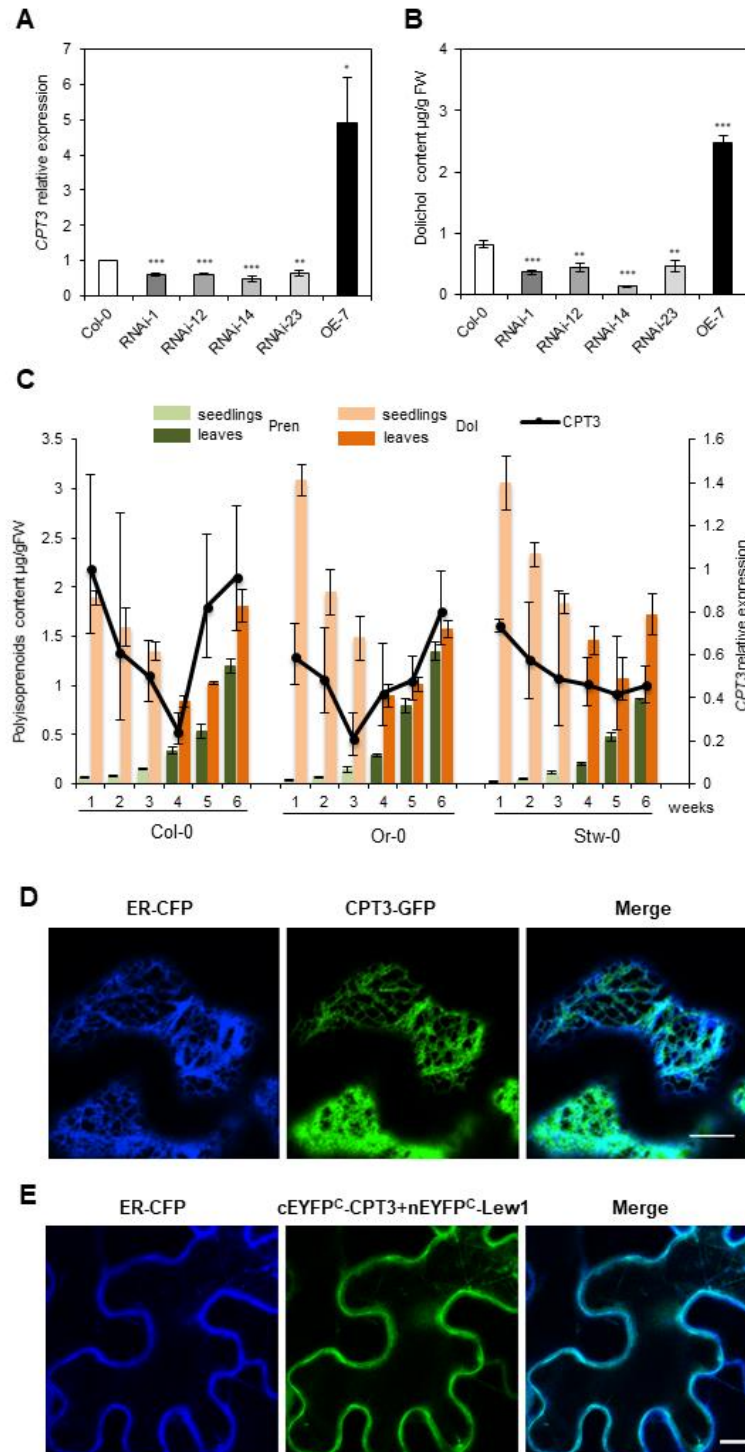 A
CPT3 relative expression
7
6
5
4
3
2
1
0
*
***
***
***
**
Col-0
RNAi-1
RNAi-12
RNAi-14
RNAi-23
OE-7
B
Dolichol content µg/g FW
4
3
2
1
0
***
***
**
***
**
Col-0
RNAi-1
RNAi-12
RNAi-14
RNAi-23
OE-7
C
seedlings
leaves
Pren
seedlings
leaves
Dol
CPT3
Polyisoprenoids content µg/gFW
3.5
3
2.5
2
1.5
1
0.5
0
CPT3 relative expression
1.6
1.4
1.2
1
0.8
0.6
0.4
0.2
0
1 2 3 4 5 6 1 2 3 4 5 6 1 2 3 4 5 6 weeks
Col-0 Or-0 Stw-0
D
ER-CFP CPT3-GFP Merge
E
ER-CFP cEYFPᶜ-CPT3+nEYFPᶜ-Lew1 Merge